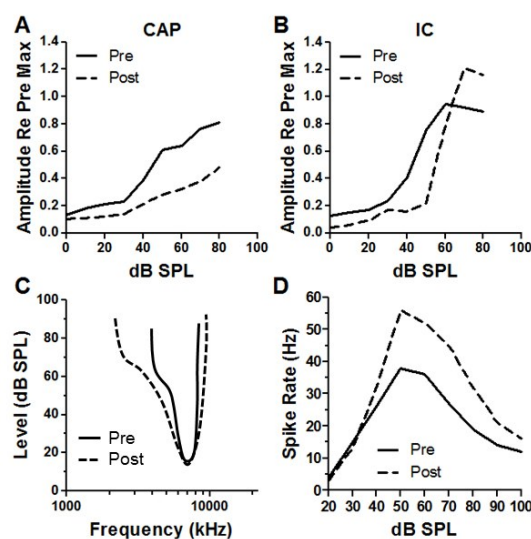 A CAP
Amplitude Re Pre Max
1.4
1.2
1.0
0.8
0.6
0.4
0.2
0.0
Pre
Post
0 20 40 60 80 100
dB SPL
B IC
Amplitude Re Pre Max
1.4
1.2
1.0
0.8
0.6
0.4
0.2
0.0
Pre
Post
0 20 40 60 80 100
dB SPL
C
Level (dB SPL)
100
80
60
40
20
0
Pre
Post
1000 10000
Frequency (kHz)
D
Spike Rate (Hz)
60
50
40
30
20
10
0
Pre
Post
20 30 40 50 60 70 80 90 100
dB SPL